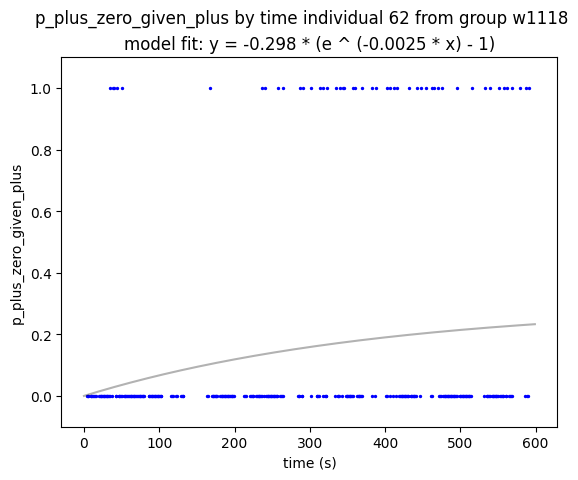 p_plus_zero_given_plus by time individual 62 from group w1118
model fit: y = -0.298 * (e ^ (-0.0025 * x) - 1)
1.0
0.8
0.6
0.4
0.2
0.0
p_plus_zero_given_plus
0 100 200 300 400 500 600
time (s)